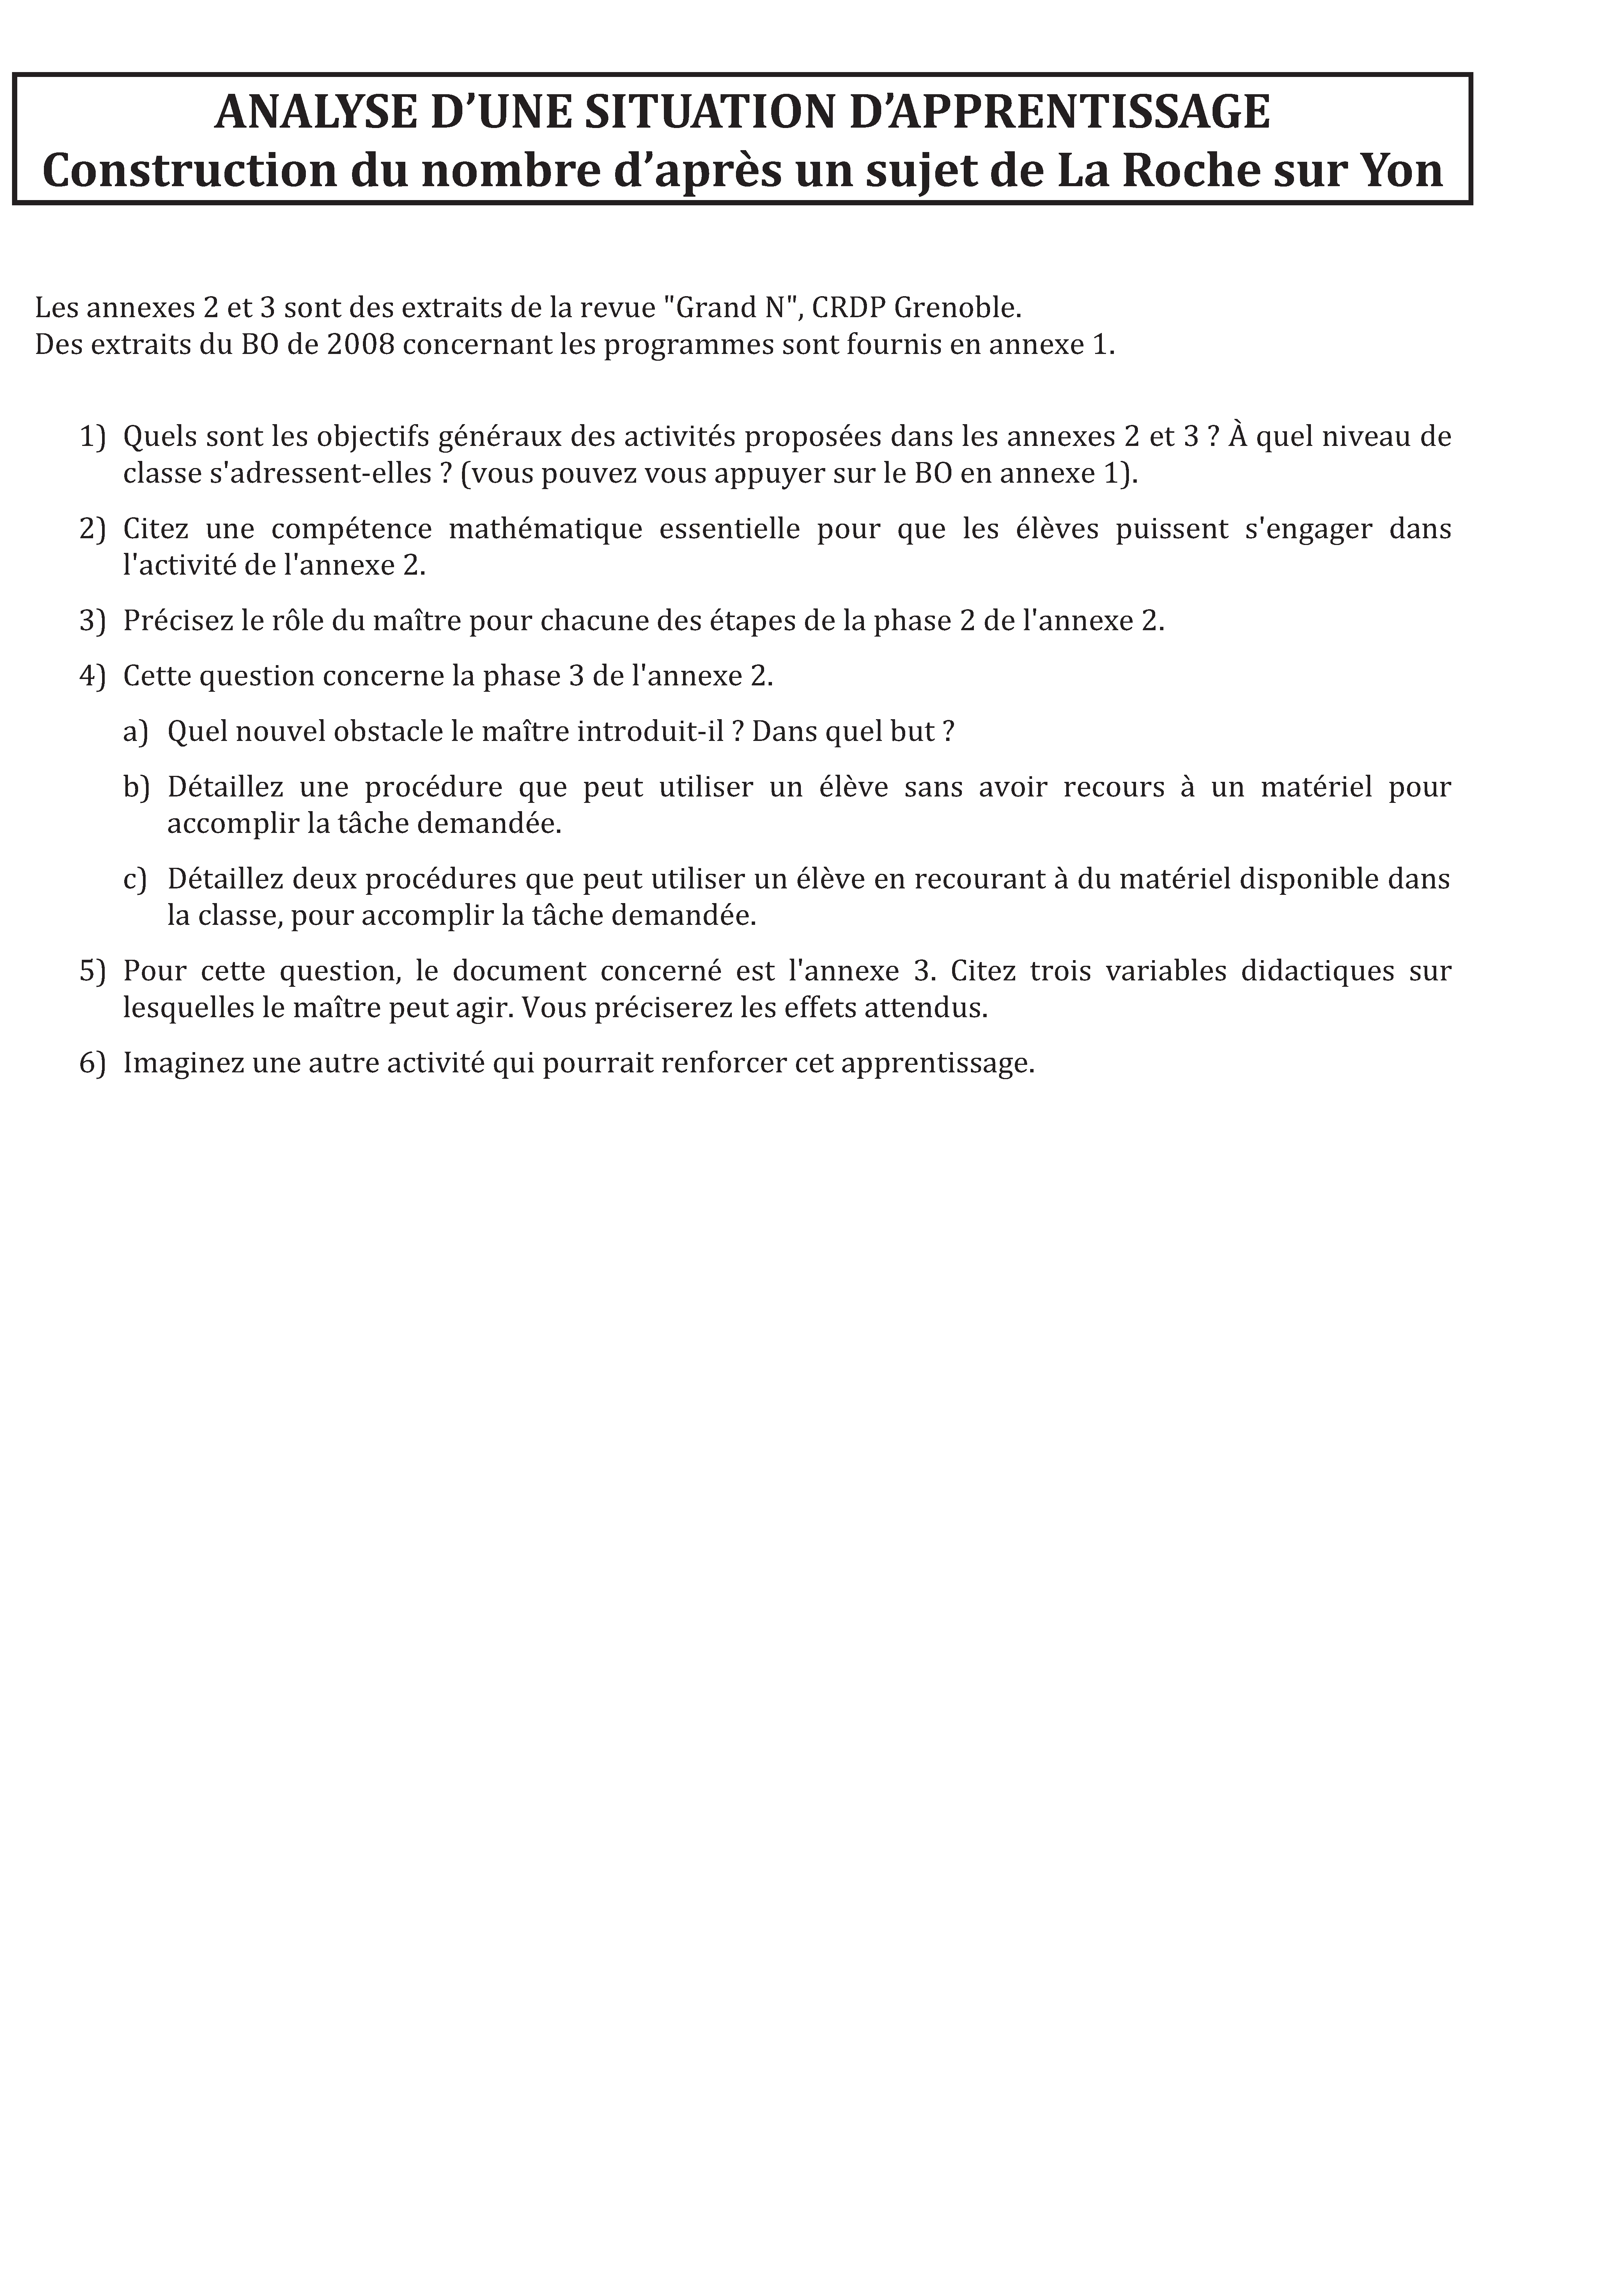 ANALYSE D’UNE SITUATION D’APPRENTISSAGE
Construction du nombre d’après un sujet de La Roche sur Yon
Les annexes 2 et 3 sont des extraits de la revue "Grand N", CRDP Grenoble.
Des extraits du BO de 2008 concernant les programmes sont fournis en annexe 1.
1) Quels sont les objectifs généraux des activités proposées dans les annexes 2 et 3 ? À quel niveau de
classe s'adressent-elles ? (vous pouvez vous appuyer sur le BO en annexe 1).
2) Citez une compétence mathématique essentielle pour que les élèves puissent s'engager dans
l'activité de l'annexe 2.
3) Précisez le rôle du maître pour chacune des étapes de la phase 2 de l'annexe 2.
4) Cette question concerne la phase 3 de l'annexe 2.
a) Quel nouvel obstacle le maître introduit-il ? Dans quel but ?
b) Détaillez une procédure que peut utiliser un élève sans avoir recours à un matériel pour
accomplir la tâche demandée.
c) Détaillez deux procédures que peut utiliser un élève en recourant à du matériel disponible dans
la classe, pour accomplir la tâche demandée.
5) Pour cette question, le document concerné est l'annexe 3. Citez trois variables didactiques sur
lesquelles le maître peut agir. Vous préciserez les effets attendus.
6) Imaginez une autre activité qui pourrait renforcer cet apprentissage.